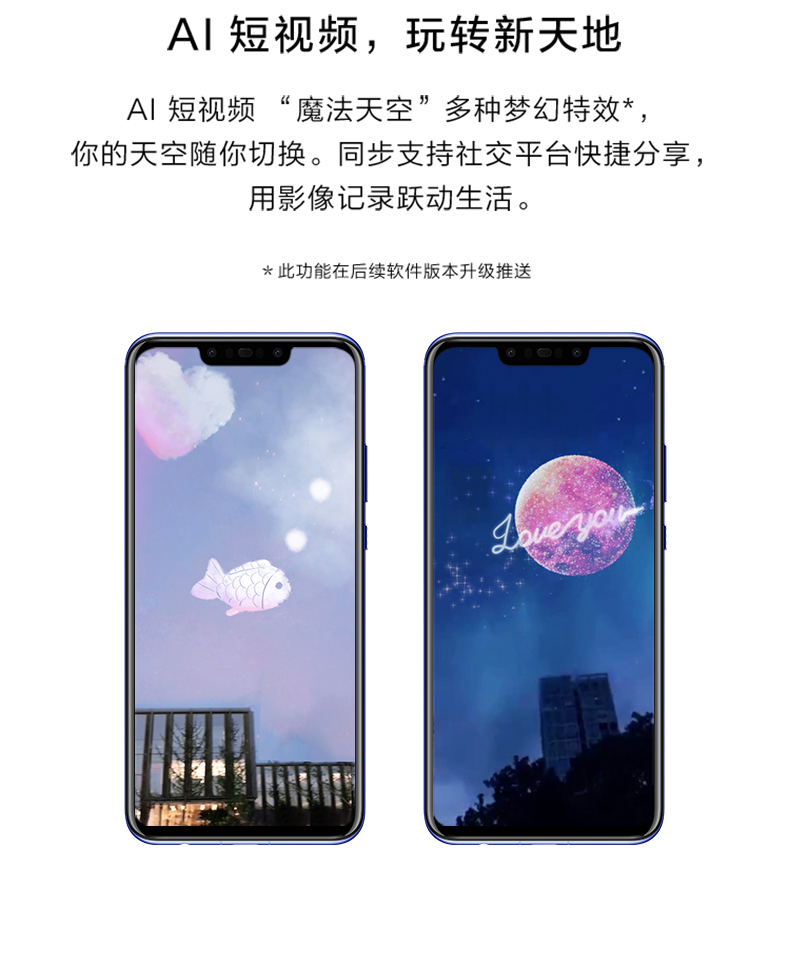 AI 短视频，玩转新天地
AI 短视频 “魔法天空”多种梦幻特效*，
你的天空随你切换。同步支持社交平台快捷分享，
用影像记录跃动生活。
*此功能在后续软件版本升级推送
Love you